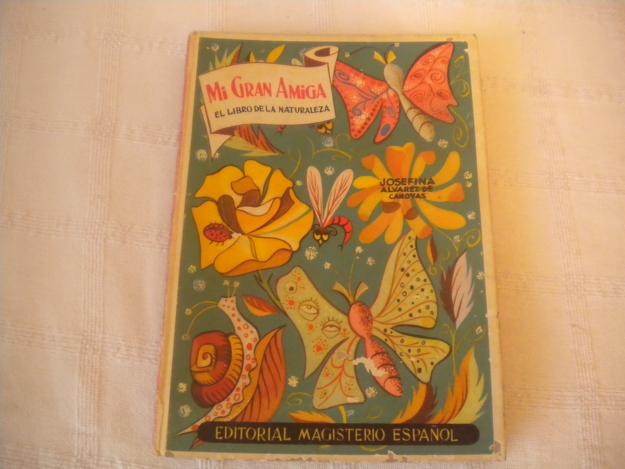 Mi Gran Amiga
EL LIBRO DE LA NATURALEZA
JOSEFINA
ALVAREZ DE
CANOVAS
EDITORIAL MAGISTERIO ESPAÑOL